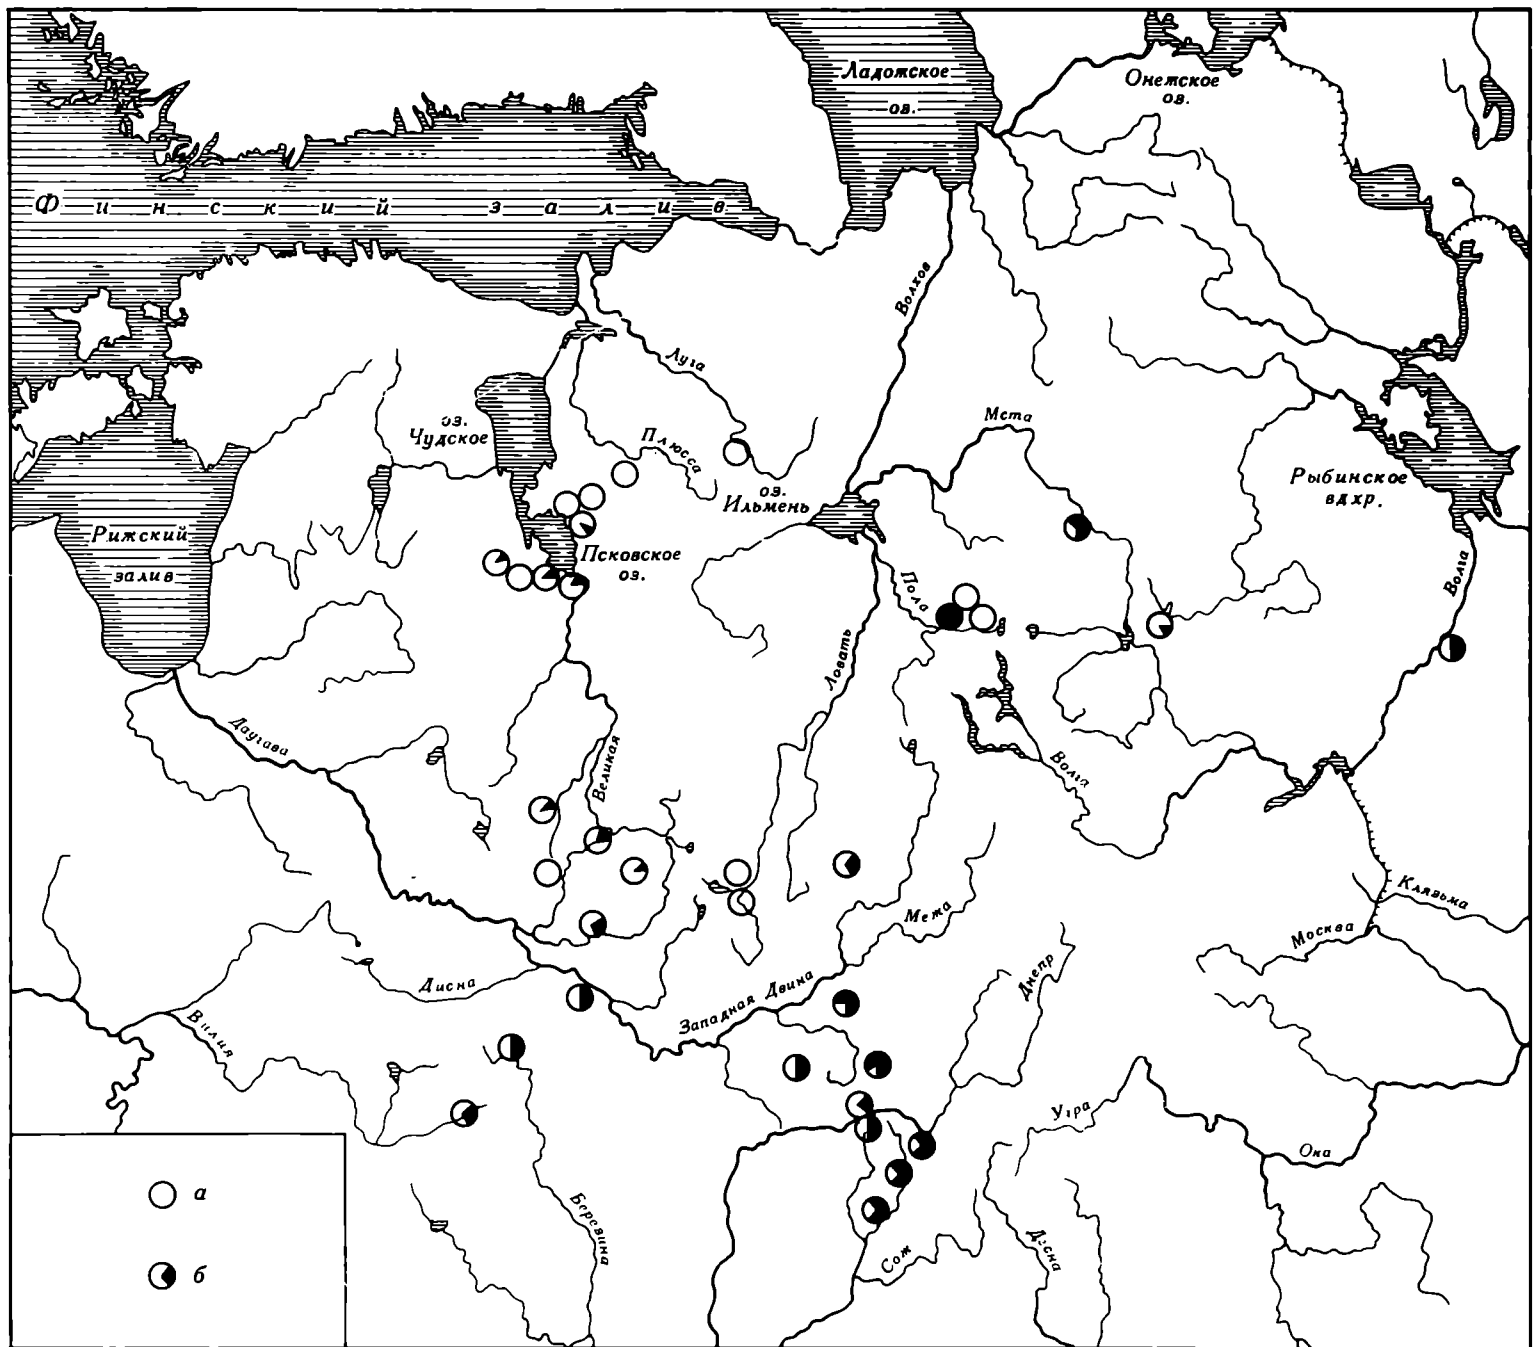 Ладожское
оз.
Онежское
оз.
Финский залив
Волхов
Луга
оз.
Чудское
Плюсса
Мста
оз.
Ильмень
Рыбинское
вдхр.
Рижский
залив
Псковское
оз.
Пола
Волга
Ловать
Даугава
Великая
Волга
Межа
Клязьма
Москва
Дисна
Западная Двина
Днепр
Вилия
Угра
Ока
а
Березина
Сож
Десна
б